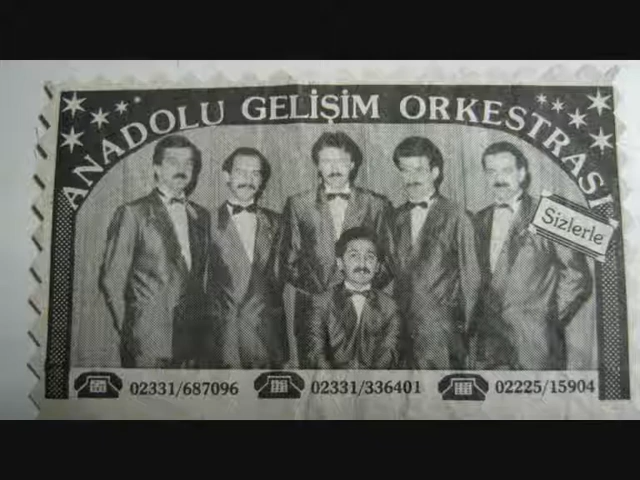 ANADOLU GELİŞİM ORKESTRASI
Sizlerle
02331/687096 02331/336401 02225/15904